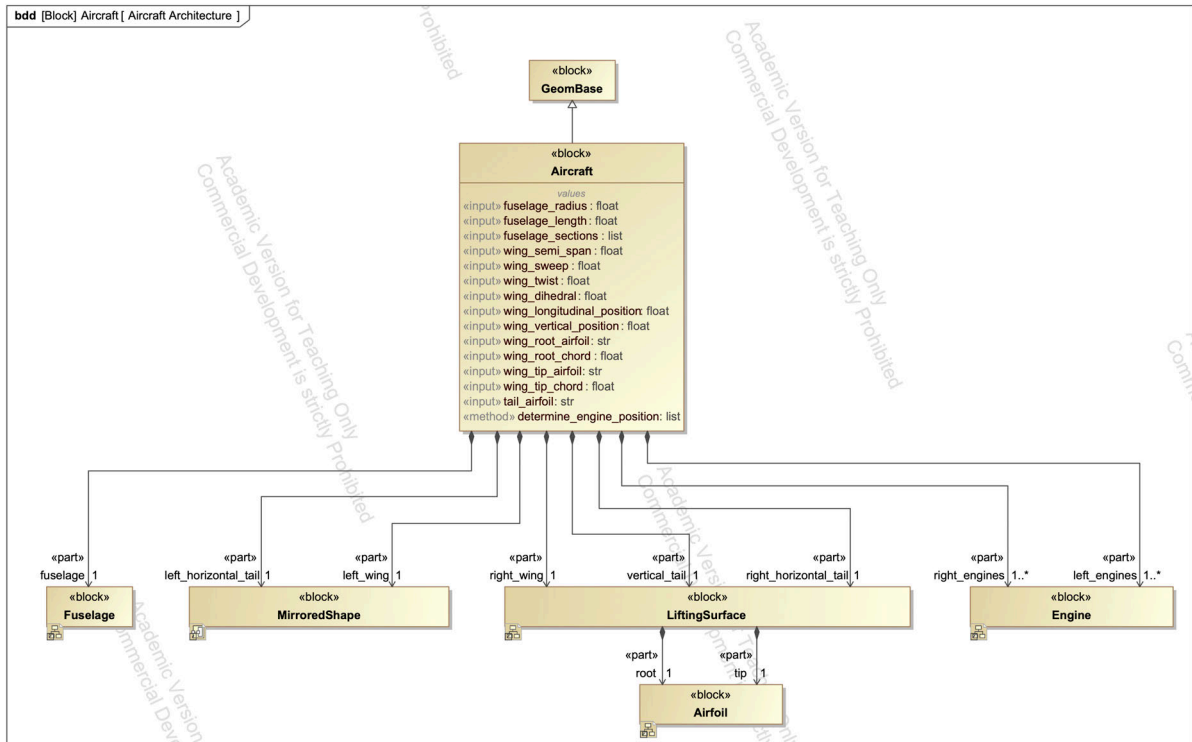 bdd [Block] Aircraft [ Aircraft Architecture ]
Prohibited
Academic Version for Teaching Only
Commercial Development is strictly Prohibited
«block»
GeomBase
«block»
Aircraft
values
«input» fuselage_radius : float
«input» fuselage_length : float
«input» fuselage_sections : list
«input» wing_semi_span : float
«input» wing_sweep : float
«input» wing_twist : float
«input» wing_dihedral : float
«input» wing_longitudinal_position : float
«input» wing_vertical_position : float
«input» wing_root_airfoil : str
«input» wing_root_chord : float
«input» wing_tip_airfoil : str
«input» wing_tip_chord : float
«input» tail_airfoil : str
«method» determine_engine_position : list
Academic Version for Teaching Only
Commercial Development is strictly Prohibited
«part» «part» «part» «part» «part» «part» «part» «part»
fuselage 1 left_horizontal_tail 1 left_wing 1 right_wing 1 vertical_tail 1 right_horizontal_tail 1 right_engines 1..* left_engines 1..*
«block»
Fuselage
«block»
MirroredShape
«block»
LiftingSurface
«block»
Engine
«part» «part»
root 1 tip 1
«block»
Airfoil
Academic Version